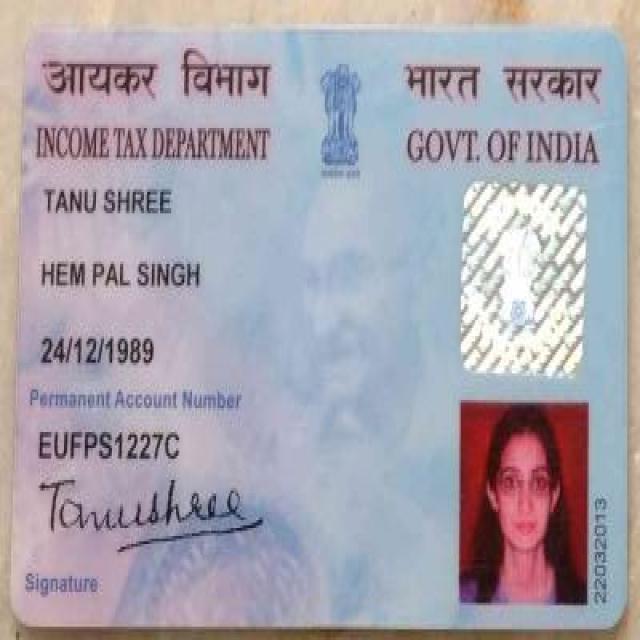 आयकर विभाग भारत सरकार
INCOME TAX DEPARTMENT GOVT. OF INDIA
TANU SHREE
HEM PAL SINGH
24/12/1989
Permanent Account Number
EUFPS1227C
Tanushree
Signature
22032013